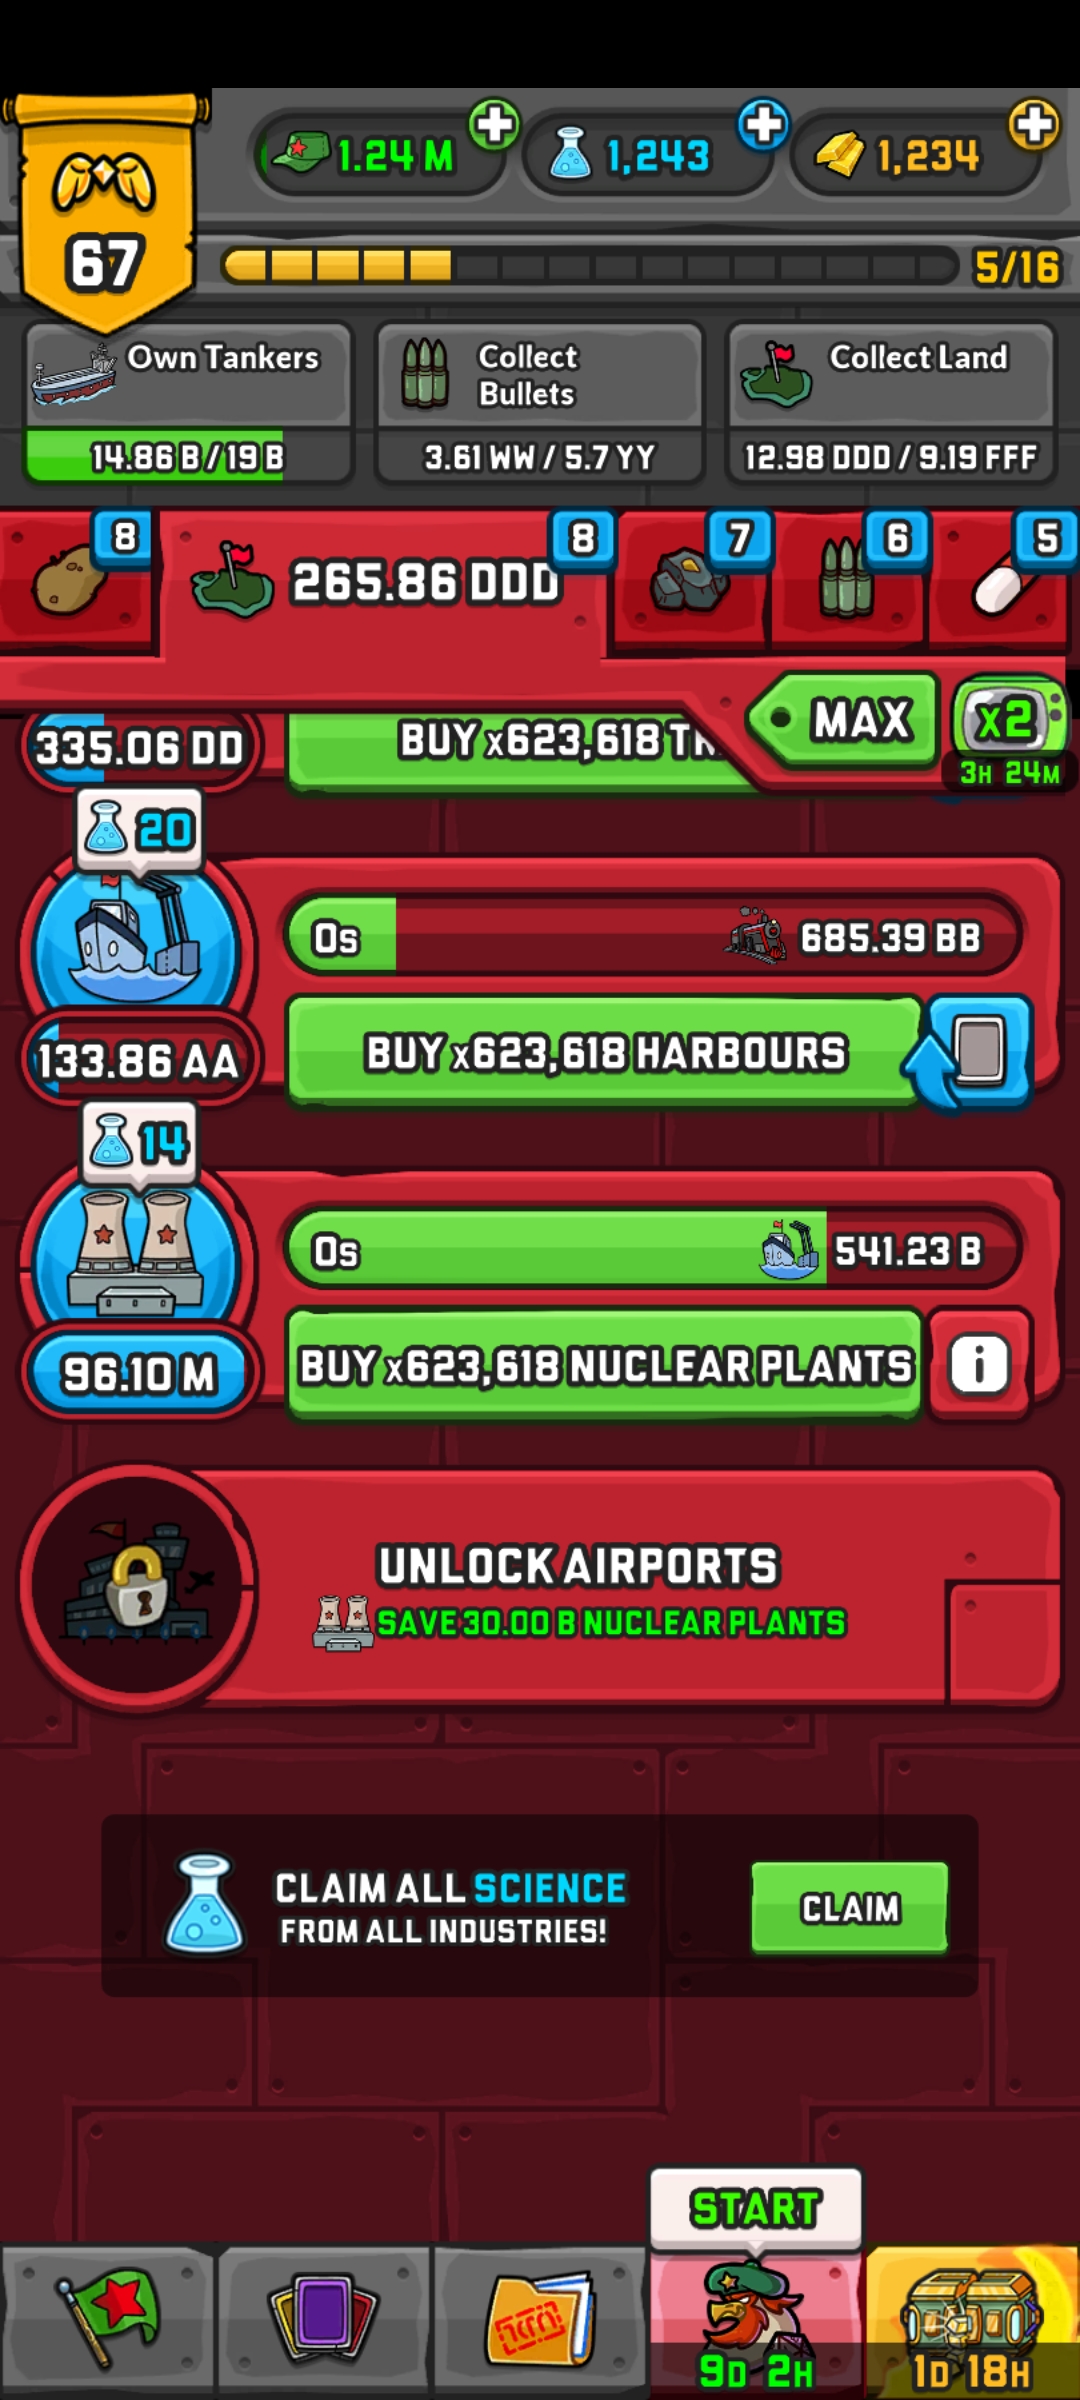 1.24 M
1,243
1,234
67
5/16
Own Tankers
14.86 B / 19 B
Collect
Bullets
3.61 WW / 5.7 YY
Collect Land
12.98 DDD / 9.19 FFF
8
265.86 DDD
8
7
6
5
335.06 DD
BUY x623,618
MAX
x2
3H 24M
20
0s
685.39 BB
133.86 AA
BUY x623,618 HARBOURS
14
0s
541.23 B
96.10 M
BUY x623,618 NUCLEAR PLANTS
i
UNLOCK AIRPORTS
SAVE 30.00 B NUCLEAR PLANTS
CLAIM ALL SCIENCE
FROM ALL INDUSTRIES!
CLAIM
START
9D 2H
1D 18H